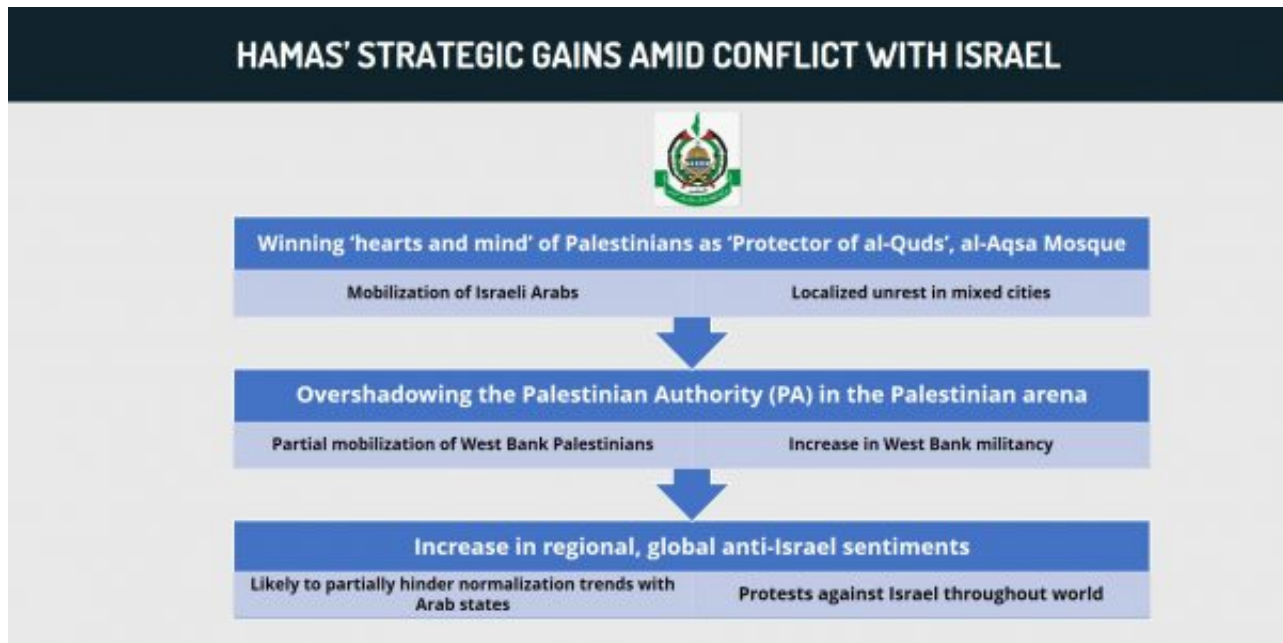 HAMAS' STRATEGIC GAINS AMID CONFLICT WITH ISRAEL
Winning 'hearts and mind' of Palestinians as 'Protector of al-Quds', al-Aqsa Mosque
Mobilization of Israeli Arabs
Localized unrest in mixed cities
Overshadowing the Palestinian Authority (PA) in the Palestinian arena
Partial mobilization of West Bank Palestinians
Increase in West Bank militancy
Increase in regional, global anti-Israel sentiments
Likely to partially hinder normalization trends with
Arab states
Protests against Israel throughout world